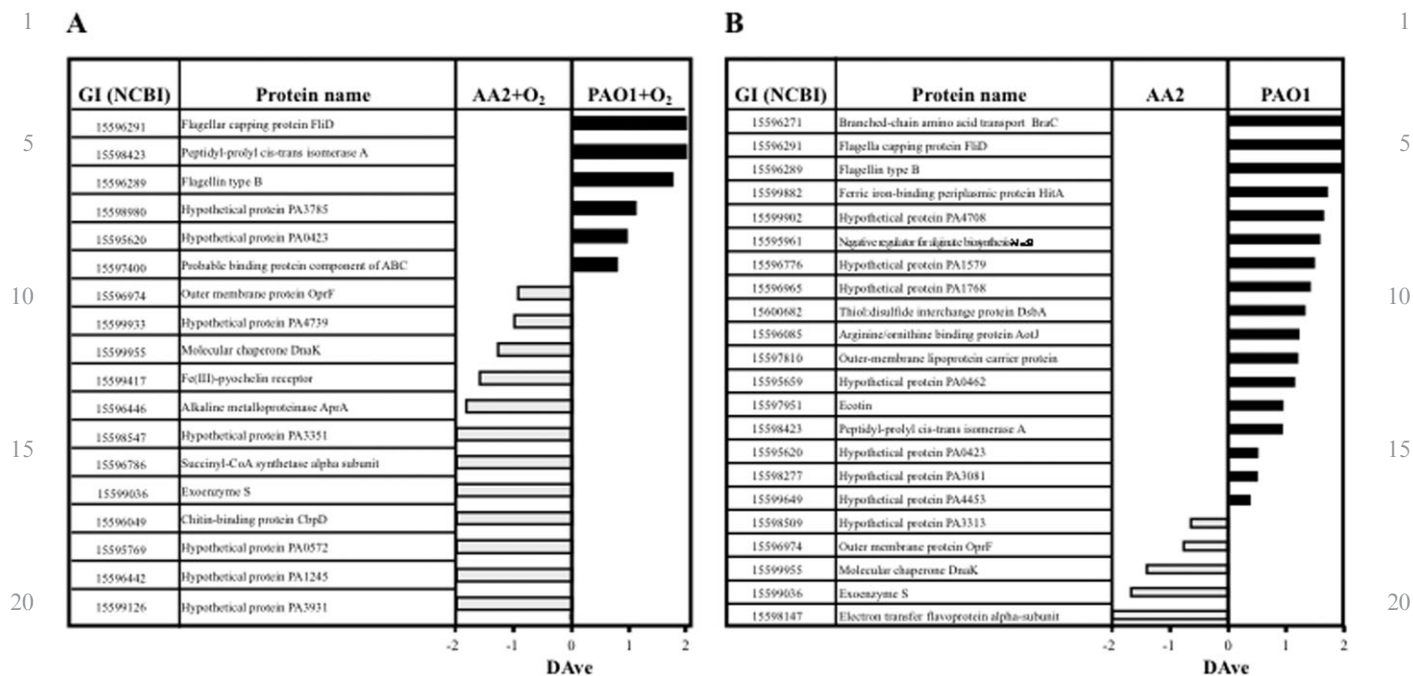 A
GI (NCBI) Protein name AA2+O2 PAO1+O2
15596291 Flagellar capping protein FliD
15598423 Peptidyl-prolyl cis-trans isomerase A
15596289 Flagellin type B
15598980 Hypothetical protein PA3785
15595620 Hypothetical protein PA0423
15597400 Probable binding protein component of ABC
15596974 Outer membrane protein OprF
15599933 Hypothetical protein PA4739
15599955 Molecular chaperone DnaK
15599417 Fe(III)-pyochelin receptor
15596446 Alkaline metalloproteinase AprA
15598547 Hypothetical protein PA3351
15596786 Succinyl-CoA synthetase alpha subunit
15599036 Exoenzyme S
15596049 Chitin-binding protein CbpD
15595769 Hypothetical protein PA0572
15596442 Hypothetical protein PA1245
15599126 Hypothetical protein PA3931
-2 -1 0 1 2
DAve
B
GI (NCBI) Protein name AA2 PAO1
15596271 Branched-chain amino acid transport BraC
15596291 Flagella capping protein FliD
15596289 Flagellin type B
15599882 Ferric iron-binding periplasmic protein HitA
15599902 Hypothetical protein PA4708
15595961 Negative regulator for alginate biosynthesis
15596776 Hypothetical protein PA1579
15596965 Hypothetical protein PA1768
15600682 Thiol:disulfide interchange protein DsbA
15596085 Arginine/ornithine binding protein AotJ
15597810 Outer-membrane lipoprotein carrier protein
15595659 Hypothetical protein PA0462
15597951 Ecotin
15598423 Peptidyl-prolyl cis-trans isomerase A
15595620 Hypothetical protein PA0423
15598277 Hypothetical protein PA3081
15599649 Hypothetical protein PA4453
15598509 Hypothetical protein PA3313
15596974 Outer membrane protein OprF
15599955 Molecular chaperone DnaK
15599036 Exoenzyme S
15598147 Electron transfer flavoprotein alpha-subunit
-2 -1 0 1 2
DAve
1
5
10
15
20
1
5
10
15
20